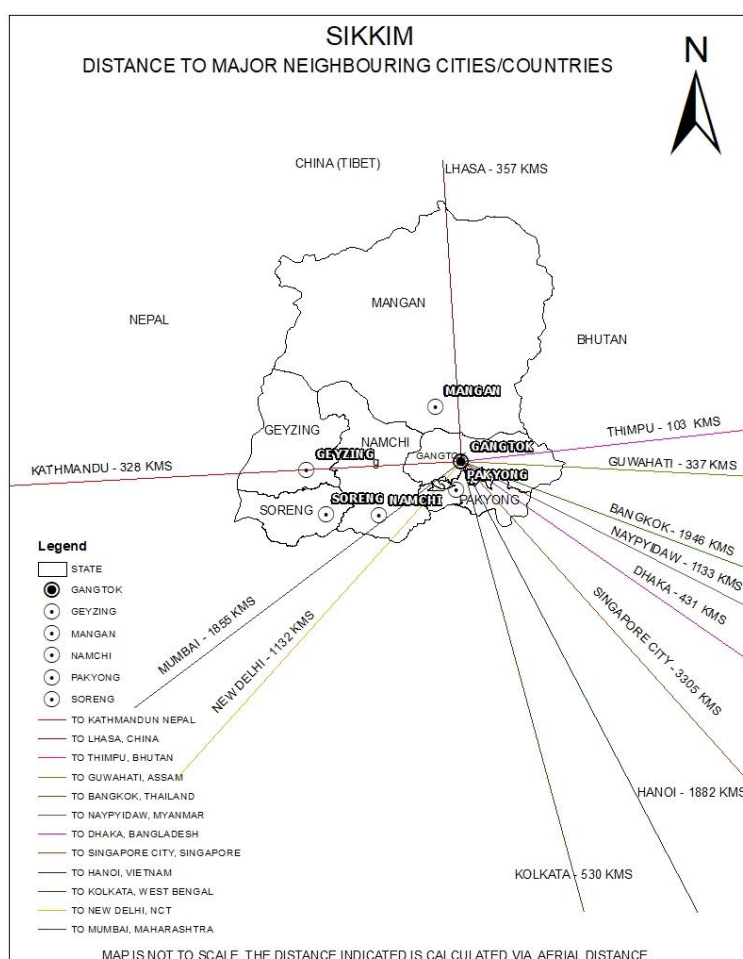 SIKKIM
DISTANCE TO MAJOR NEIGHBOURING CITIES/COUNTRIES
N
CHINA (TIBET)
LHASA - 357 KMS
MANGAN
NEPAL
BHUTAN
MANGAN
THIMPU - 103 KMS
GEYZING
NAMCHI
GANGTOK
GEYZING
g
GANGTO
GUWAHATI - 337 KMS
KATHMANDU - 328 KMS
PAKYONG
SORENG
SORENG
NAMCHI
PAKYONG
BANGKOK - 1946 KMS
NAYPYIDAW - 1133 KMS
DHAKA - 431 KMS
SINGAPORE CITY - 3305 KMS
MUMBAI - 1855 KMS
NEW DELHI - 1132 KMS
HANOI - 1882 KMS
KOLKATA - 530 KMS
Legend
STATE
GANGTOK
GEYZING
MANGAN
NAMCHI
PAKYONG
SORENG
TO KATHMANDUN NEPAL
TO LHASA, CHINA
TO THIMPU, BHUTAN
TO GUWAHATI, ASSAM
TO BANGKOK, THAILAND
TO NAYPYIDAW, MYANMAR
TO DHAKA, BANGLADESH
TO SINGAPORE CITY, SINGAPORE
TO HANOI, VIETNAM
TO KOLKATA, WEST BENGAL
TO NEW DELHI, NCT
TO MUMBAI, MAHARASHTRA
MAP IS NOT TO SCALE. THE DISTANCE INDICATED IS CALCULATED VIA AERIAL DISTANCE